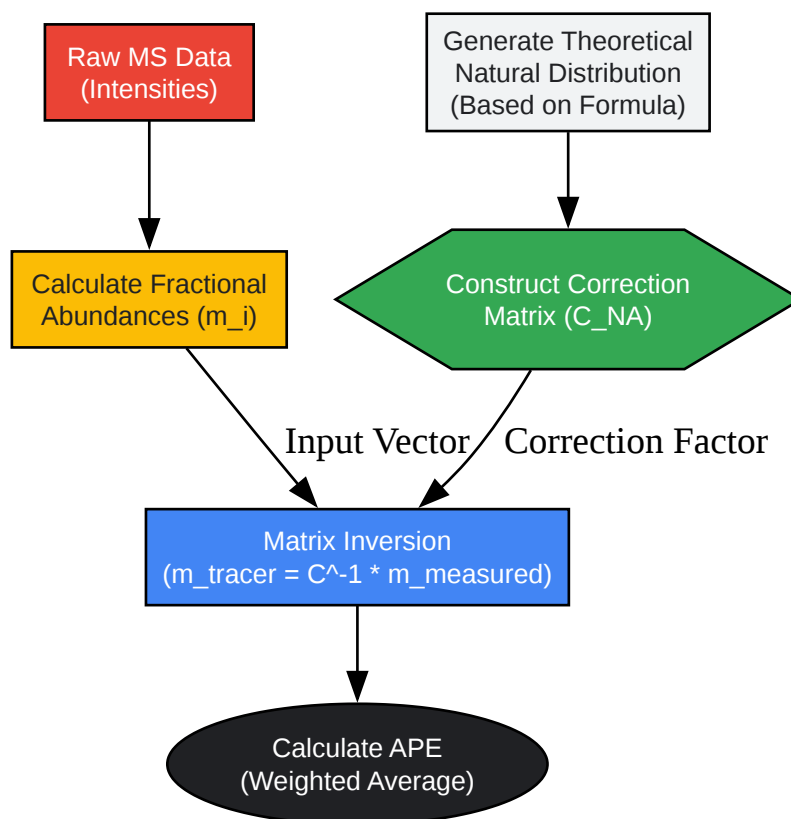 Raw MS Data
(Intensities)
Generate Theoretical
Natural Distribution
(Based on Formula)
Calculate Fractional
Abundances (m_i)
Construct Correction
Matrix (C_NA)
Input Vector
Correction Factor
Matrix Inversion
(m_tracer = C^-1 * m_measured)
Calculate APE
(Weighted Average)